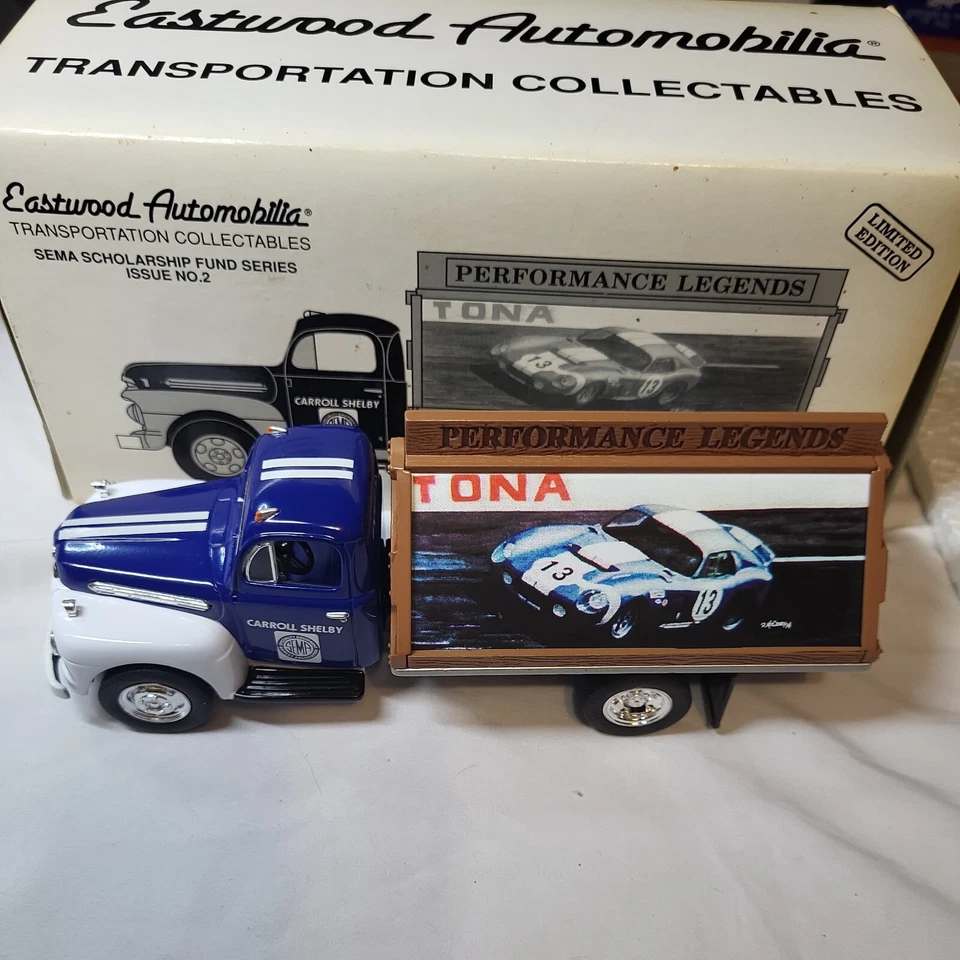 Eastwood Automobilia®
TRANSPORTATION COLLECTABLES
Eastwood Automobilia®
TRANSPORTATION COLLECTABLES
SEMA SCHOLARSHIP FUND SERIES
ISSUE NO.2
LIMITED
EDITION
PERFORMANCE LEGENDS
TONA
13
13
CARROLL SHELBY
SEMA
PERFORMANCE LEGENDS
TONA
13
13
CARROLL SHELBY
SEMA